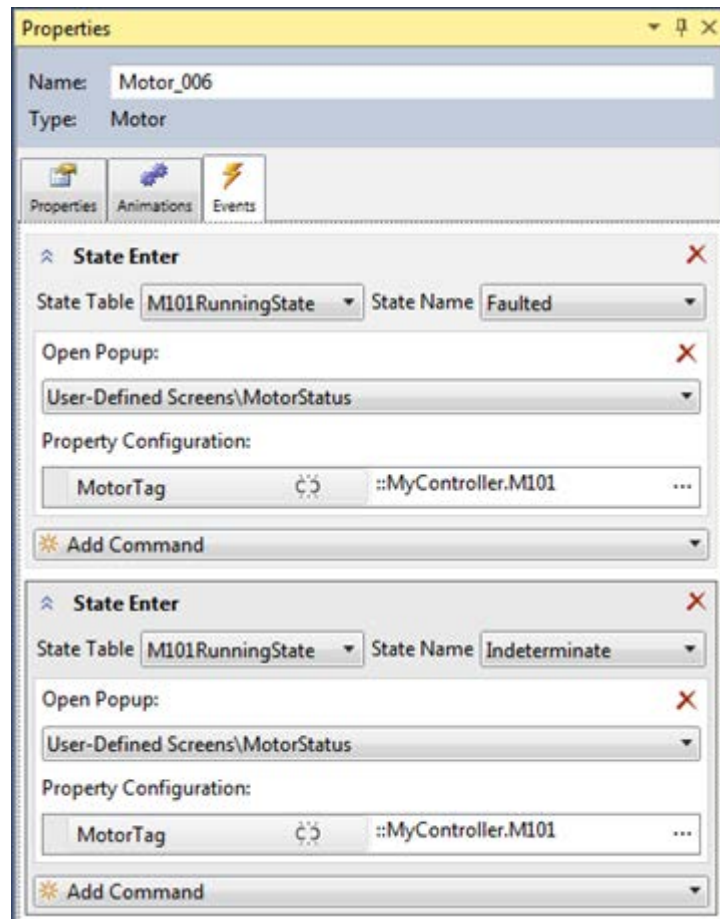 Properties
Name: Motor_006
Type: Motor
Properties Animations Events
State Enter
State Table M101RunningState State Name Faulted
Open Popup:
User-Defined Screens\MotorStatus
Property Configuration:
MotorTag ::MyController.M101 ...
Add Command
State Enter
State Table M101RunningState State Name Indeterminate
Open Popup:
User-Defined Screens\MotorStatus
Property Configuration:
MotorTag ::MyController.M101 ...
Add Command